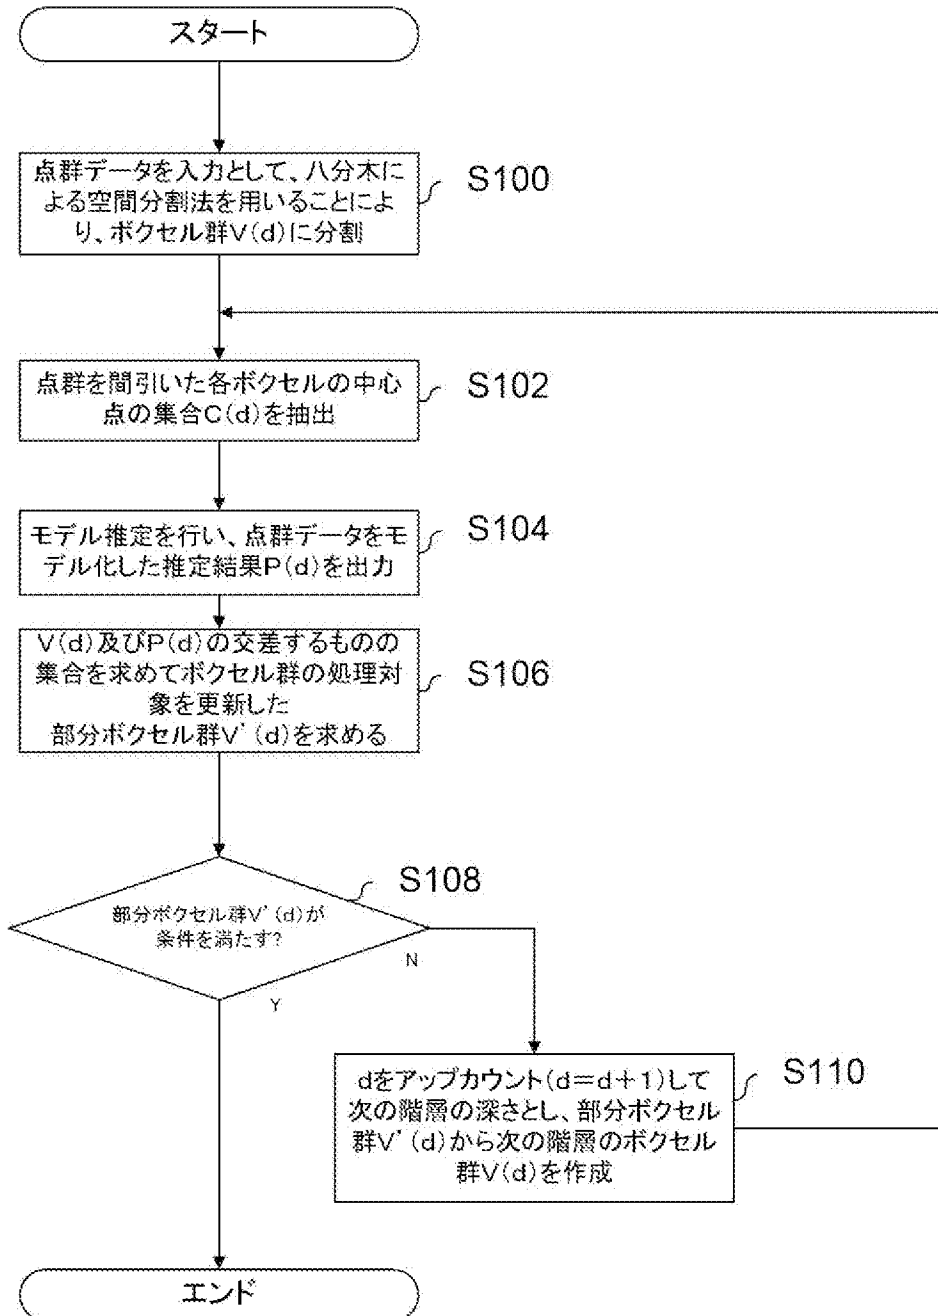 スタート
点群データを入力として、八分木に
よる空間分割法を用いることによ
り、ボクセル群V(d)に分割
S100
点群を間引いた各ボクセルの中心
点の集合C(d)を抽出
S102
モデル推定を行い、点群データをモ
デル化した推定結果P(d)を出力
S104
V(d)及びP(d)の交差するものの
集合を求めてボクセル群の処理対
象を更新した
部分ボクセル群V'(d)を求める
S106
S108
部分ボクセル群V'(d)が
条件を満たす?
N
Y
dをアップカウント(d=d+1)して
次の階層の深さとし、部分ボクセル
群V'(d)から次の階層のボクセル
群V(d)を作成
S110
エンド